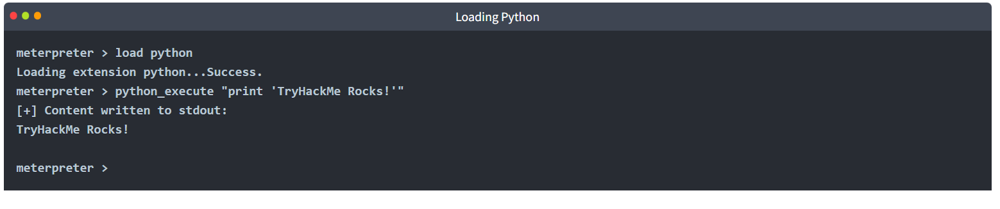 Loading Python
meterpreter > load python
Loading extension python...Success.
meterpreter > python_execute "print 'TryHackMe Rocks!'"
[+] Content written to stdout:
TryHackMe Rocks!
meterpreter >